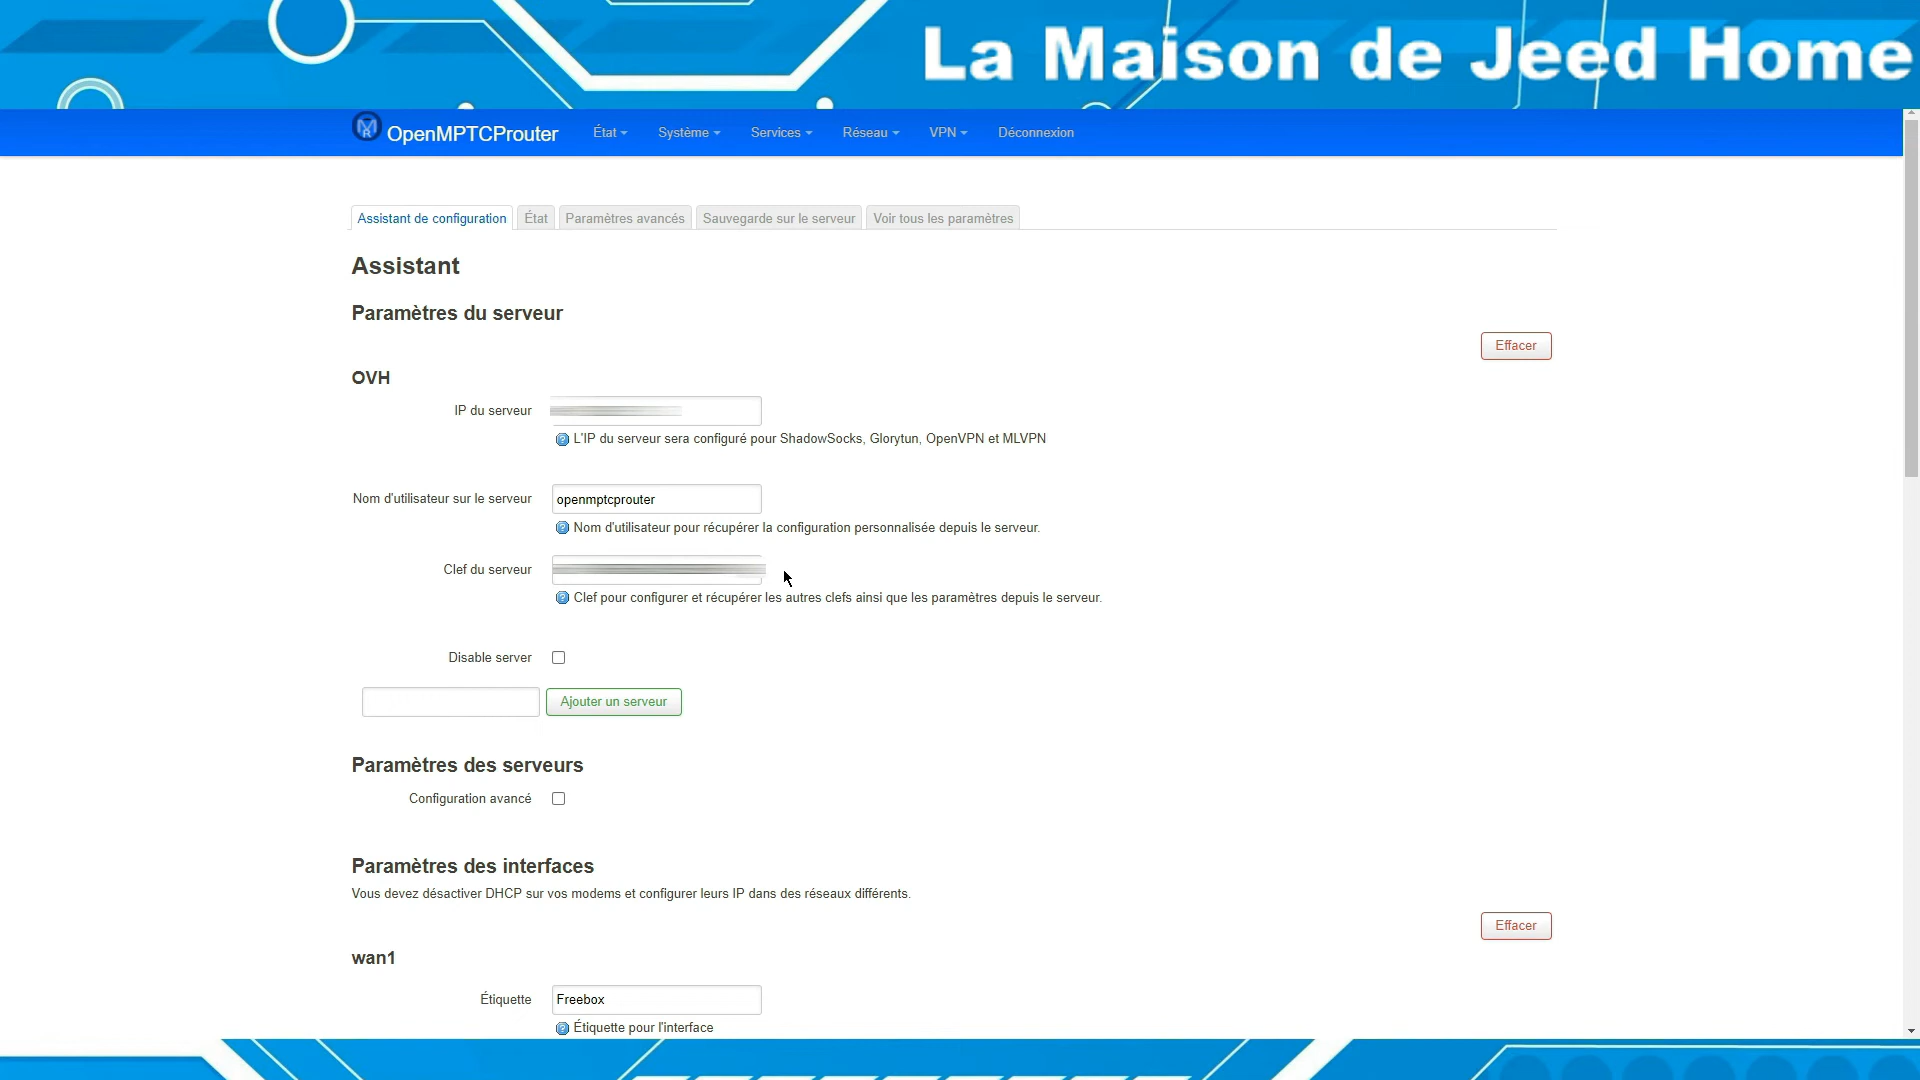 La Maison de Jeed Home
OpenMPTCProuter État Système Services Réseau VPN Déconnexion
Assistant de configuration État Paramètres avancés Sauvegarde sur le serveur Voir tous les paramètres
Assistant
Paramètres du serveur
Effacer
OVH
IP du serveur
L'IP du serveur sera configuré pour ShadowSocks, Glorytun, OpenVPN et MLVPN
Nom d'utilisateur sur le serveur openmptcprouter
Nom d'utilisateur pour récupérer la configuration personnalisée depuis le serveur.
Clef du serveur
Clef pour configurer et récupérer les autres clefs ainsi que les paramètres depuis le serveur.
Disable server
Ajouter un serveur
Paramètres des serveurs
Configuration avancé
Paramètres des interfaces
Vous devez désactiver DHCP sur vos modems et configurer leurs IP dans des réseaux différents.
Effacer
wan1
Étiquette Freebox
Étiquette pour l'interface